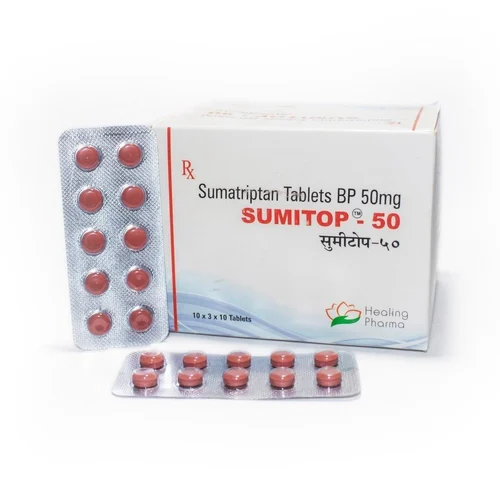 Rx
Sumatriptan Tablets BP 50mg
SUMITOP™ - 50
सुमीटोप-५०
10 x 3 x 10 Tablets
Healing
Pharma